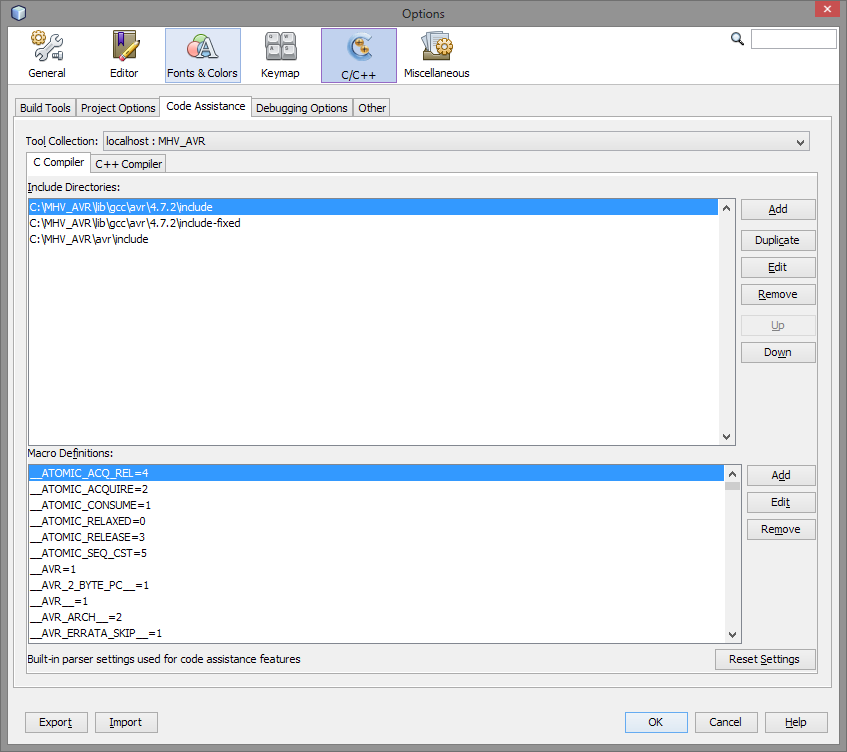 Options
General Editor Fonts & Colors Keymap C/C++ Miscellaneous
Build Tools Project Options Code Assistance Debugging Options Other
Tool Collection: localhost : MHV_AVR
C Compiler C++ Compiler
Include Directories:
C:\MHV_AVR\lib\gcc\avr\4.7.2\include
C:\MHV_AVR\lib\gcc\avr\4.7.2\include-fixed
C:\MHV_AVR\avr\include
Add
Duplicate
Edit
Remove
Up
Down
Macro Definitions:
__ATOMIC_ACQ_REL=4
__ATOMIC_ACQUIRE=2
__ATOMIC_CONSUME=1
__ATOMIC_RELAXED=0
__ATOMIC_RELEASE=3
__ATOMIC_SEQ_CST=5
__AVR=1
__AVR_2_BYTE_PC__=1
__AVR__=1
__AVR_ARCH__=2
__AVR_ERRATA_SKIP__=1
Add
Edit
Remove
Built-in parser settings used for code assistance features
Reset Settings
Export Import OK Cancel Help